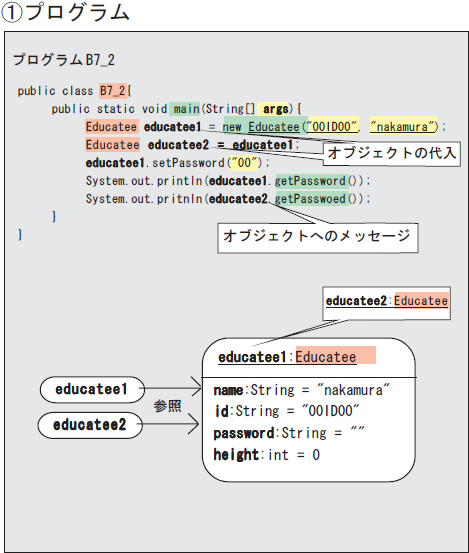 ①プログラム
プログラムB7_2
public class B7_2{
public static void main(String[] args){
Educatee educatee1 = new Educatee("00ID00", "nakamura");
Educatee educatee2 = educatee1;
オブジェクトの代入
educatee1.setPassword("00");
System.out.println(educatee1.getPassword());
System.out.pritnln(educatee2.getPasswoed());
}
}
オブジェクトへのメッセージ
educatee2:Educatee
educatee1:Educatee
educatee1
参照
educatee2
name:String = "nakamura"
id:String = "00ID00"
password:String = ""
height:int = 0